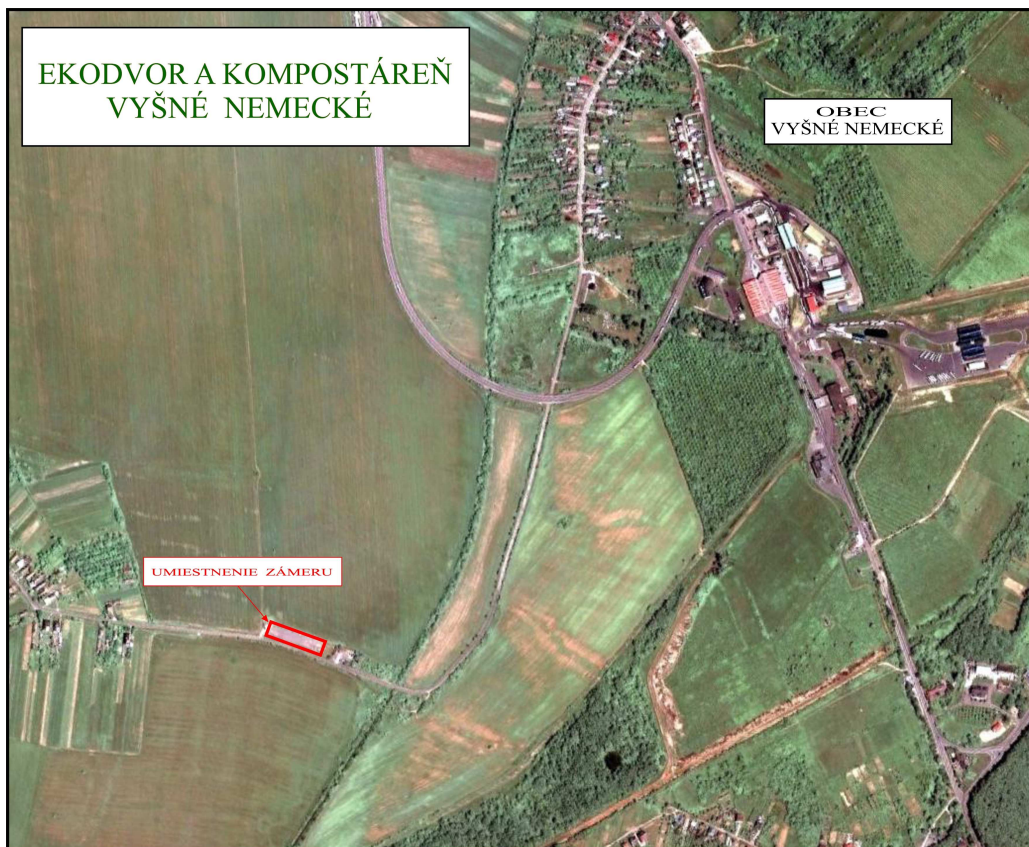 EKODVOR A KOMPOSTÁREŇ
VYŠNÉ NEMECKÉ
OBEC
VYŠNÉ NEMECKÉ
UMIESTNENIE ZÁMERU